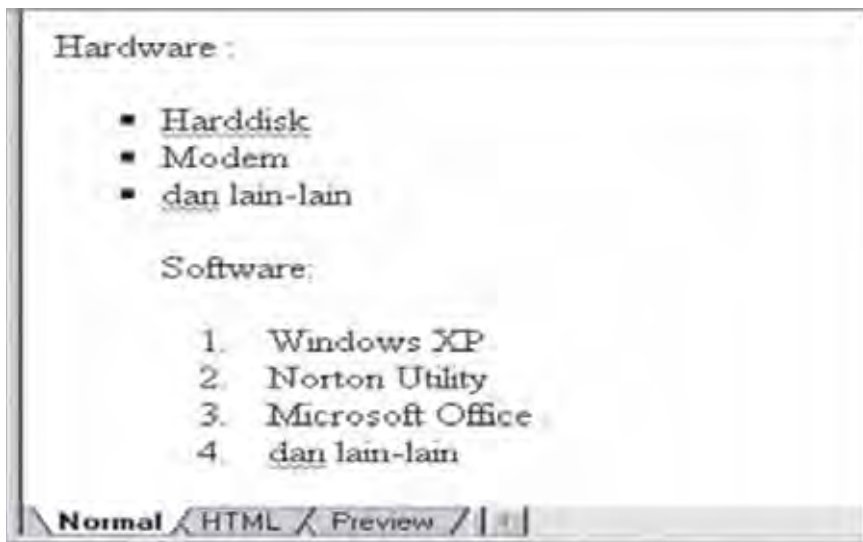 Hardware :
▪ Harddisk
▪ Modem
▪ dan lain-lain
Software:
1. Windows XP
2. Norton Utility
3. Microsoft Office
4. dan lain-lain
Normal HTML Preview